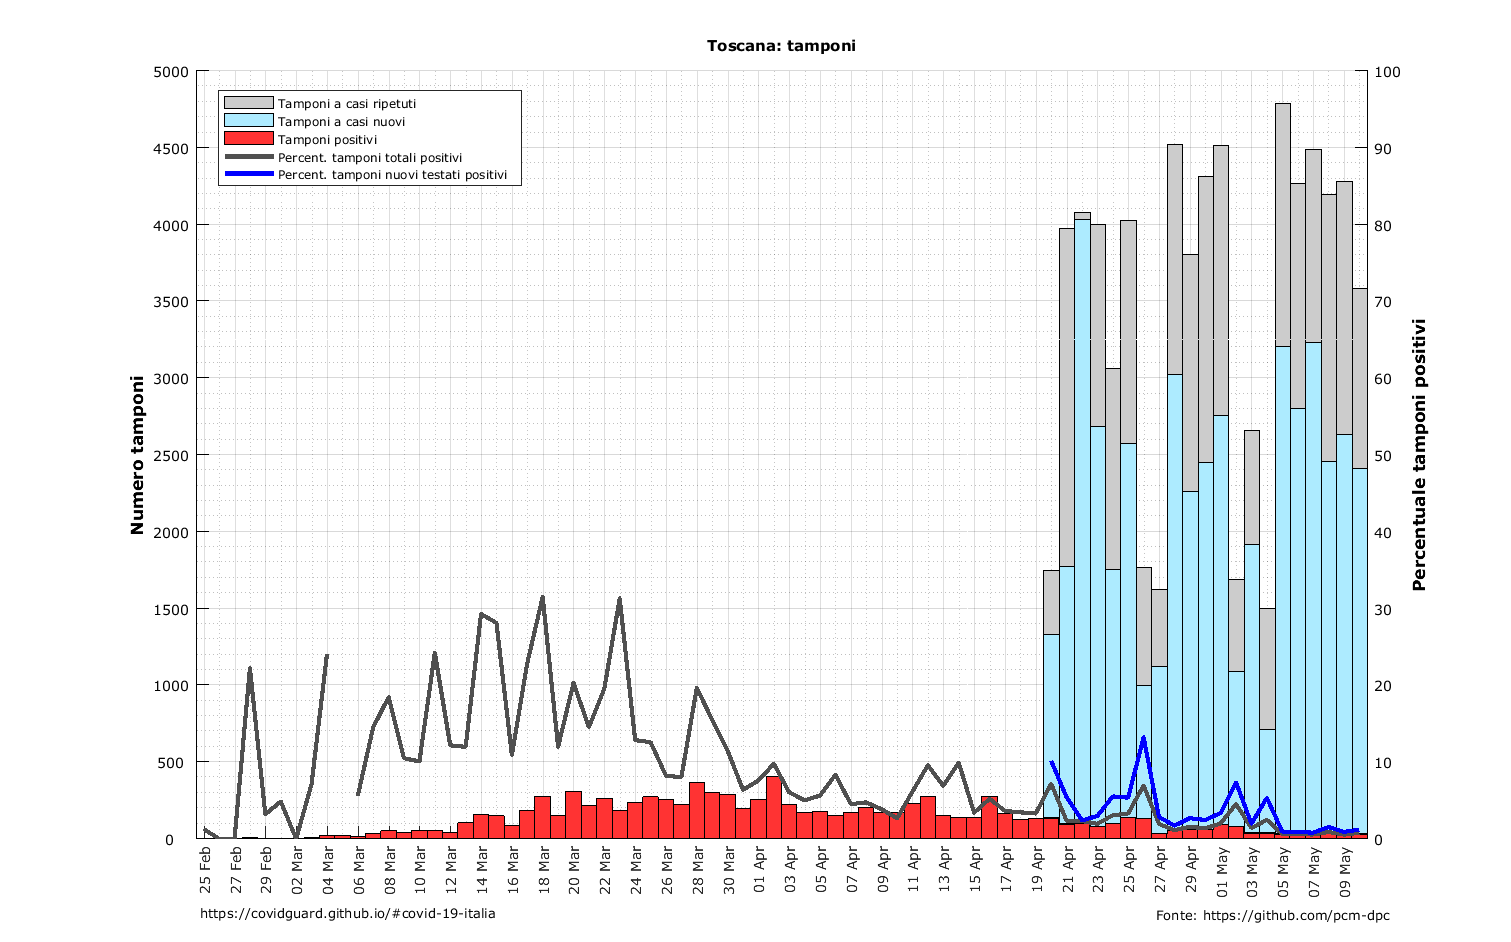 Toscana: tamponi
Tamponi a casi ripetuti
Tamponi a casi nuovi
Tamponi positivi
Percent. tamponi totali positivi
Percent. tamponi nuovi testati positivi
Numero tamponi
5000
4500
4000
3500
3000
2500
2000
1500
1000
500
0
100
90
80
70
60
50
40
30
20
10
0
Percentuale tamponi positivi
25 Feb
27 Feb
29 Feb
02 Mar
04 Mar
06 Mar
08 Mar
10 Mar
12 Mar
14 Mar
16 Mar
18 Mar
20 Mar
22 Mar
24 Mar
26 Mar
28 Mar
30 Mar
01 Apr
03 Apr
05 Apr
07 Apr
09 Apr
11 Apr
13 Apr
15 Apr
17 Apr
19 Apr
21 Apr
23 Apr
25 Apr
27 Apr
29 Apr
01 May
03 May
05 May
07 May
09 May
https://covidguard.github.io/#covid-19-italia
Fonte: https://github.com/pcm-dpc